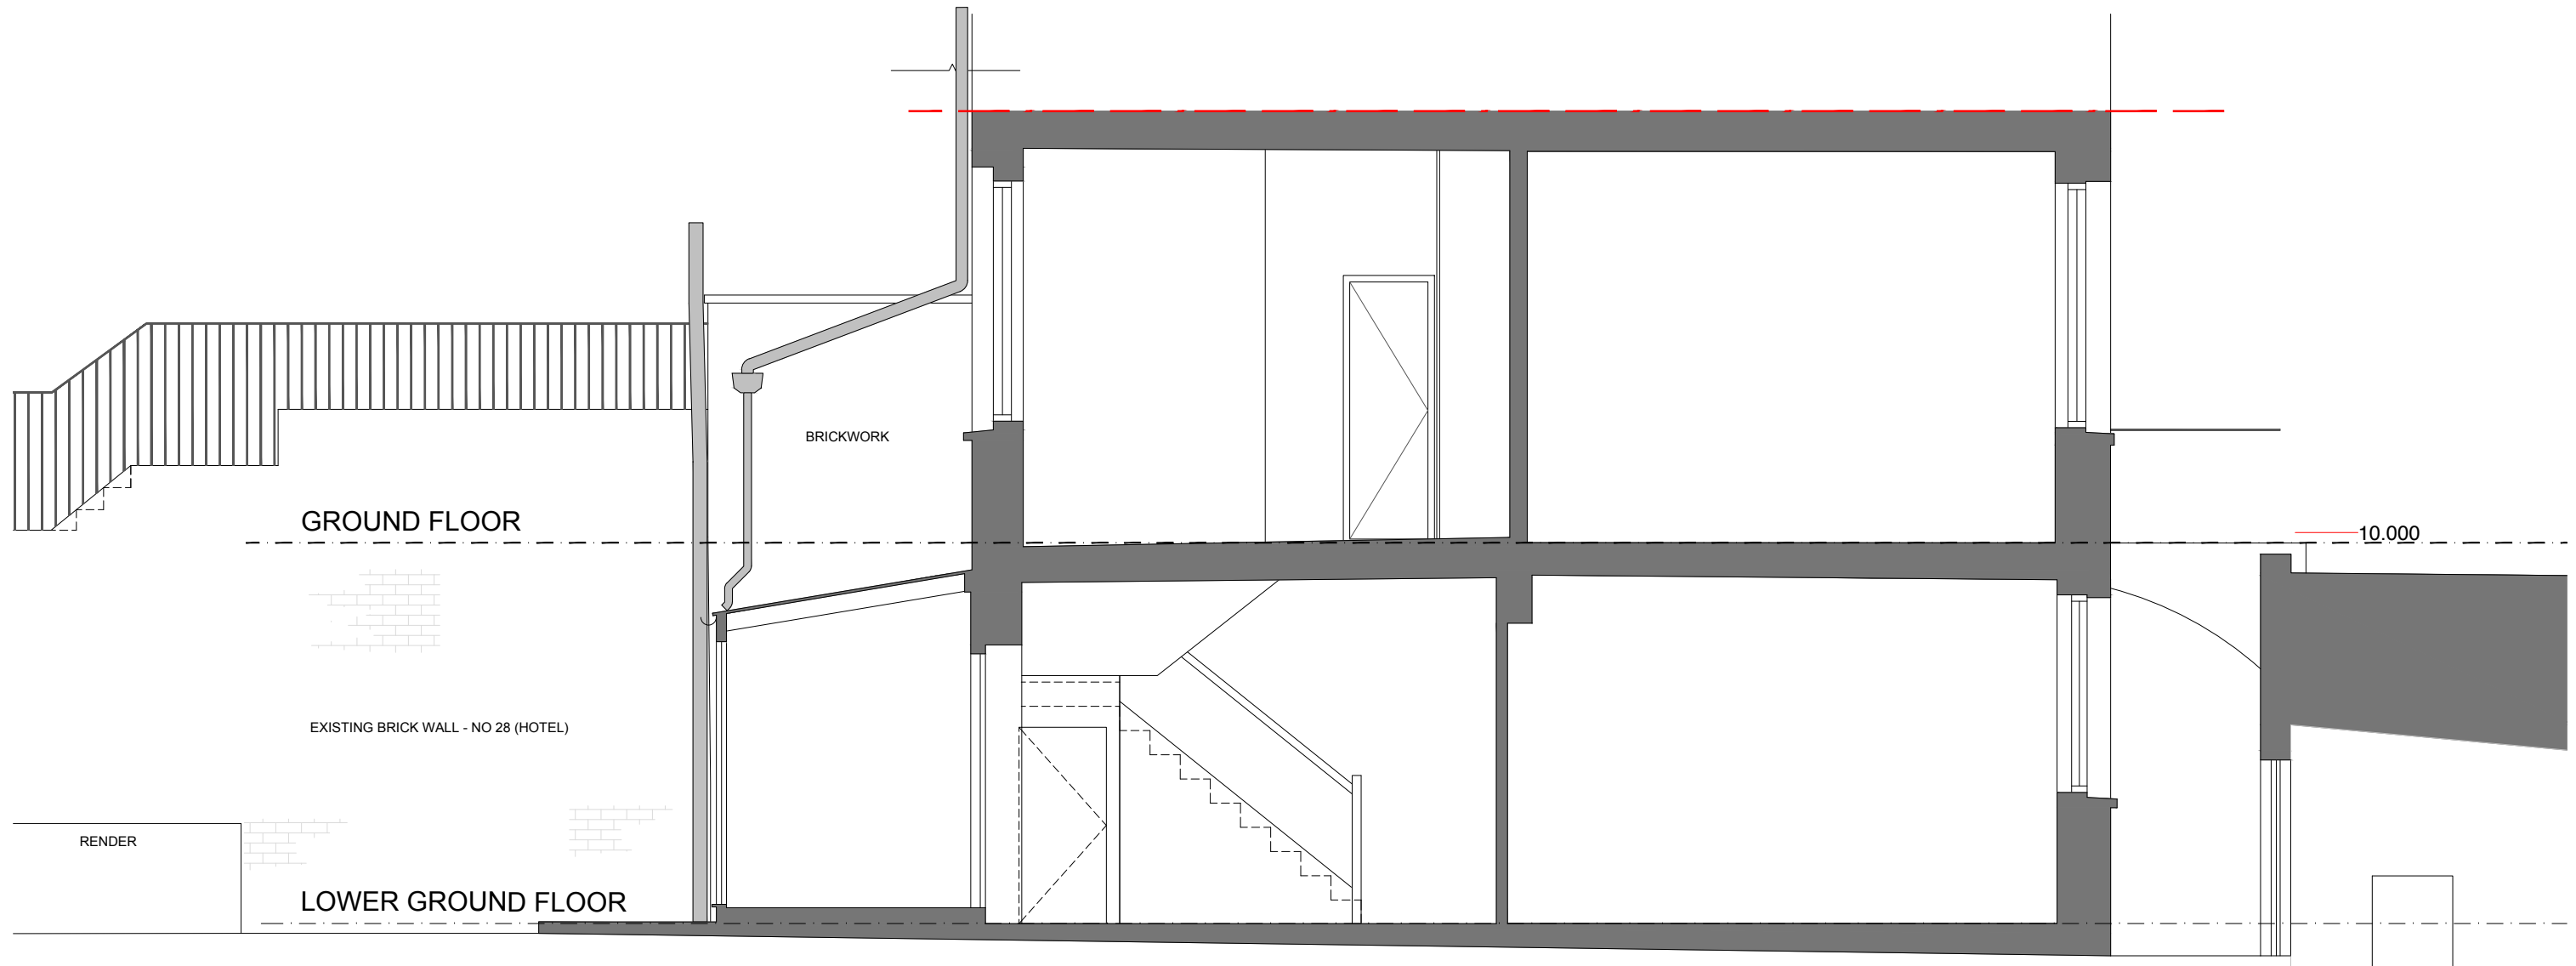 BRICKWORK
GROUND FLOOR
10.000
EXISTING BRICK WALL - NO 28 (HOTEL)
RENDER
LOWER GROUND FLOOR